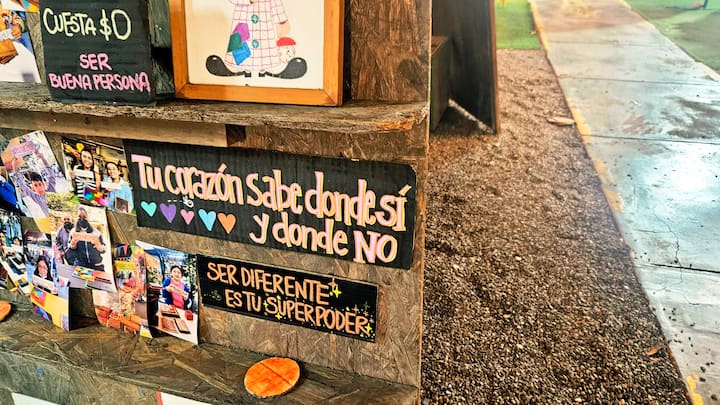 CUESTA $0
SER
BUENA PERSONA
Tu corazón sabe donde sí
y donde NO
SER DIFERENTE
ES TU SUPERPODER